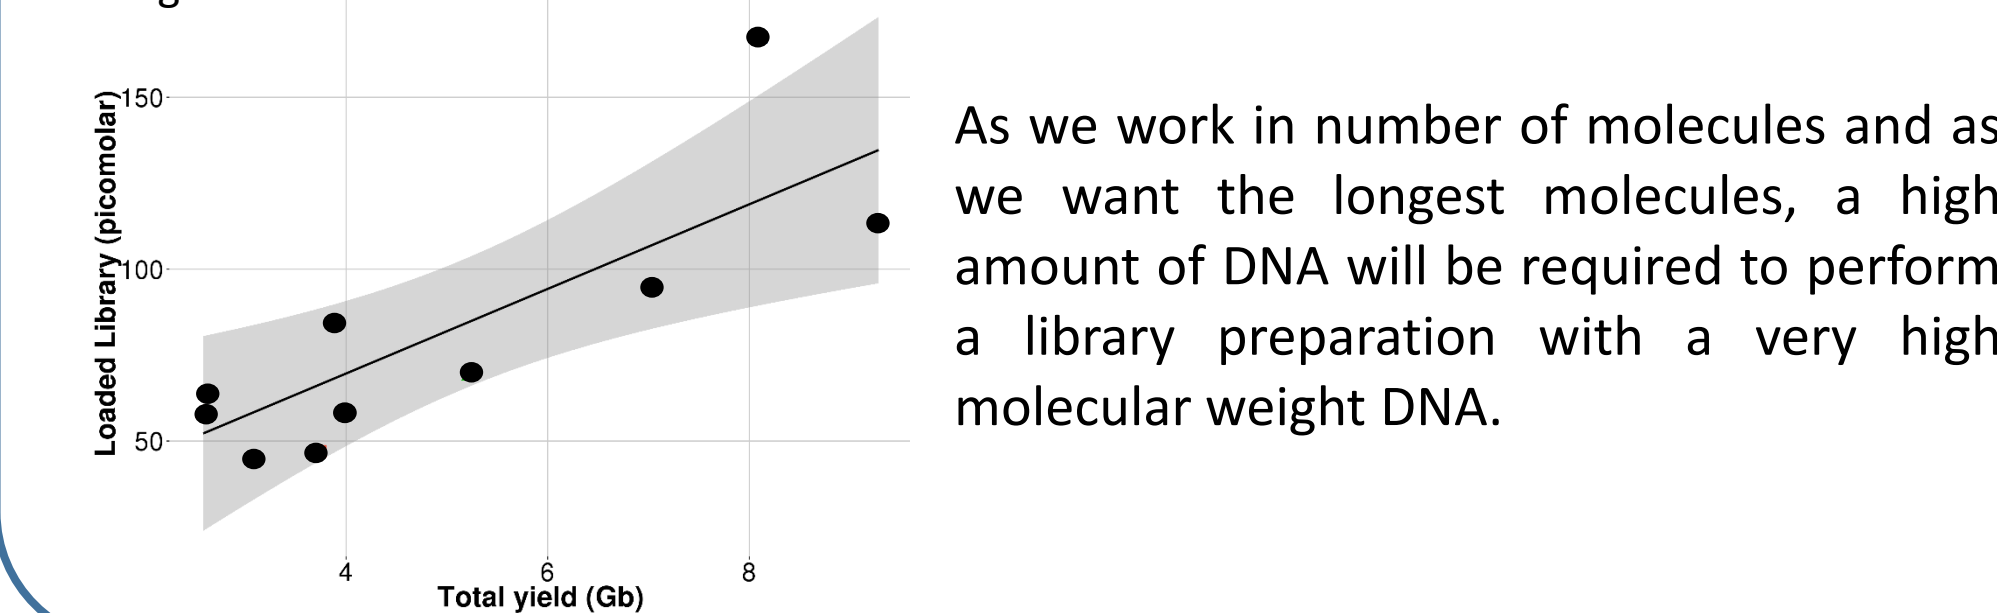 150
100
50
Loaded Library (picomolar)
4 6 8
Total yield (Gb)
As we work in number of molecules and as
we want the longest molecules, a high
amount of DNA will be required to perform
a library preparation with a very high
molecular weight DNA.